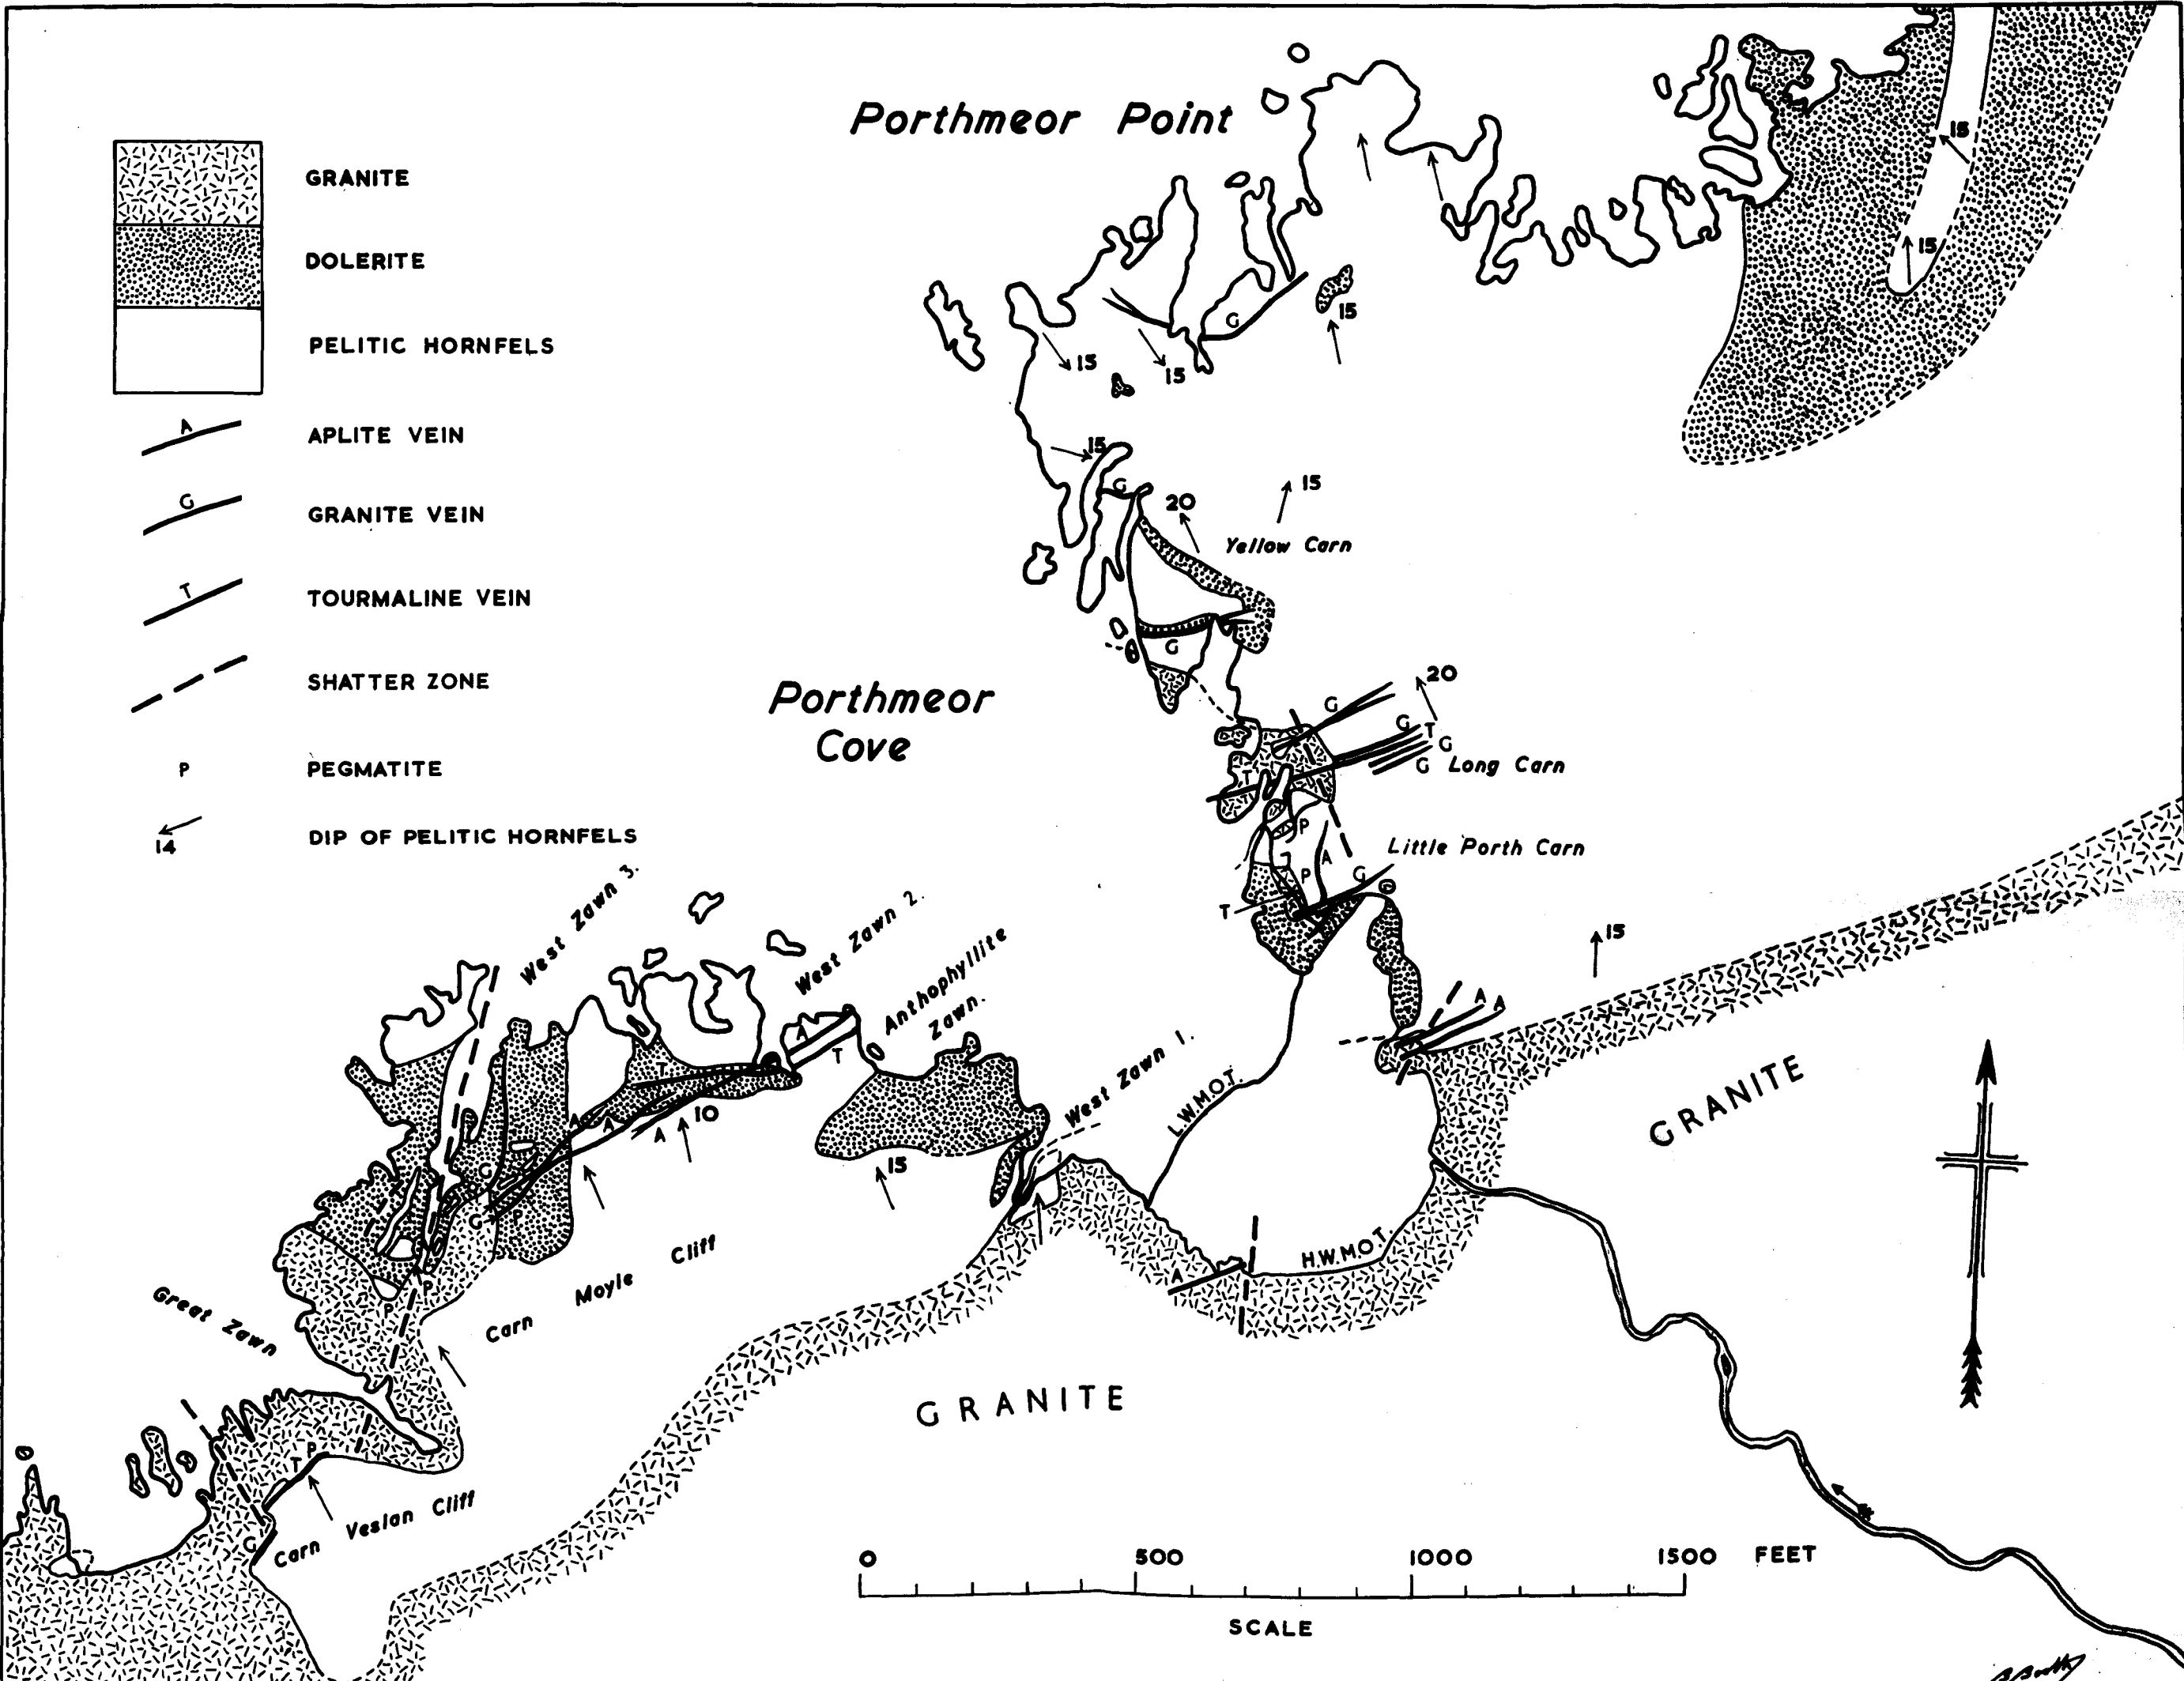 Porthmeor Point
GRANITE
DOLERITE
PELITIC HORNFELS
A
APLITE VEIN
G
GRANITE VEIN
T
TOURMALINE VEIN
SHATTER ZONE
P
PEGMATITE
14
DIP OF PELITIC HORNFELS
15
15
G
15
15
15
15
G
20
15
Yellow Carn
G
Porthmeor
Cove
20
G
G
T
G
G
Long Carn
T
T
P
Little Porth Carn
A
P
G
T
15
A A
West Zawn 3.
West Zawn 2.
Anthophyllite
Zawn.
West Zawn 1.
A
T
T
A
A
A
10
15
L.W.M.O.T.
H.W.M.O.T.
A
GRANITE
G
G
P
P
P
Great Zawn
Carn Moyle Cliff
GRANITE
P
T
G
Carn Veslan Cliff
0 500 1000 1500 FEET
SCALE